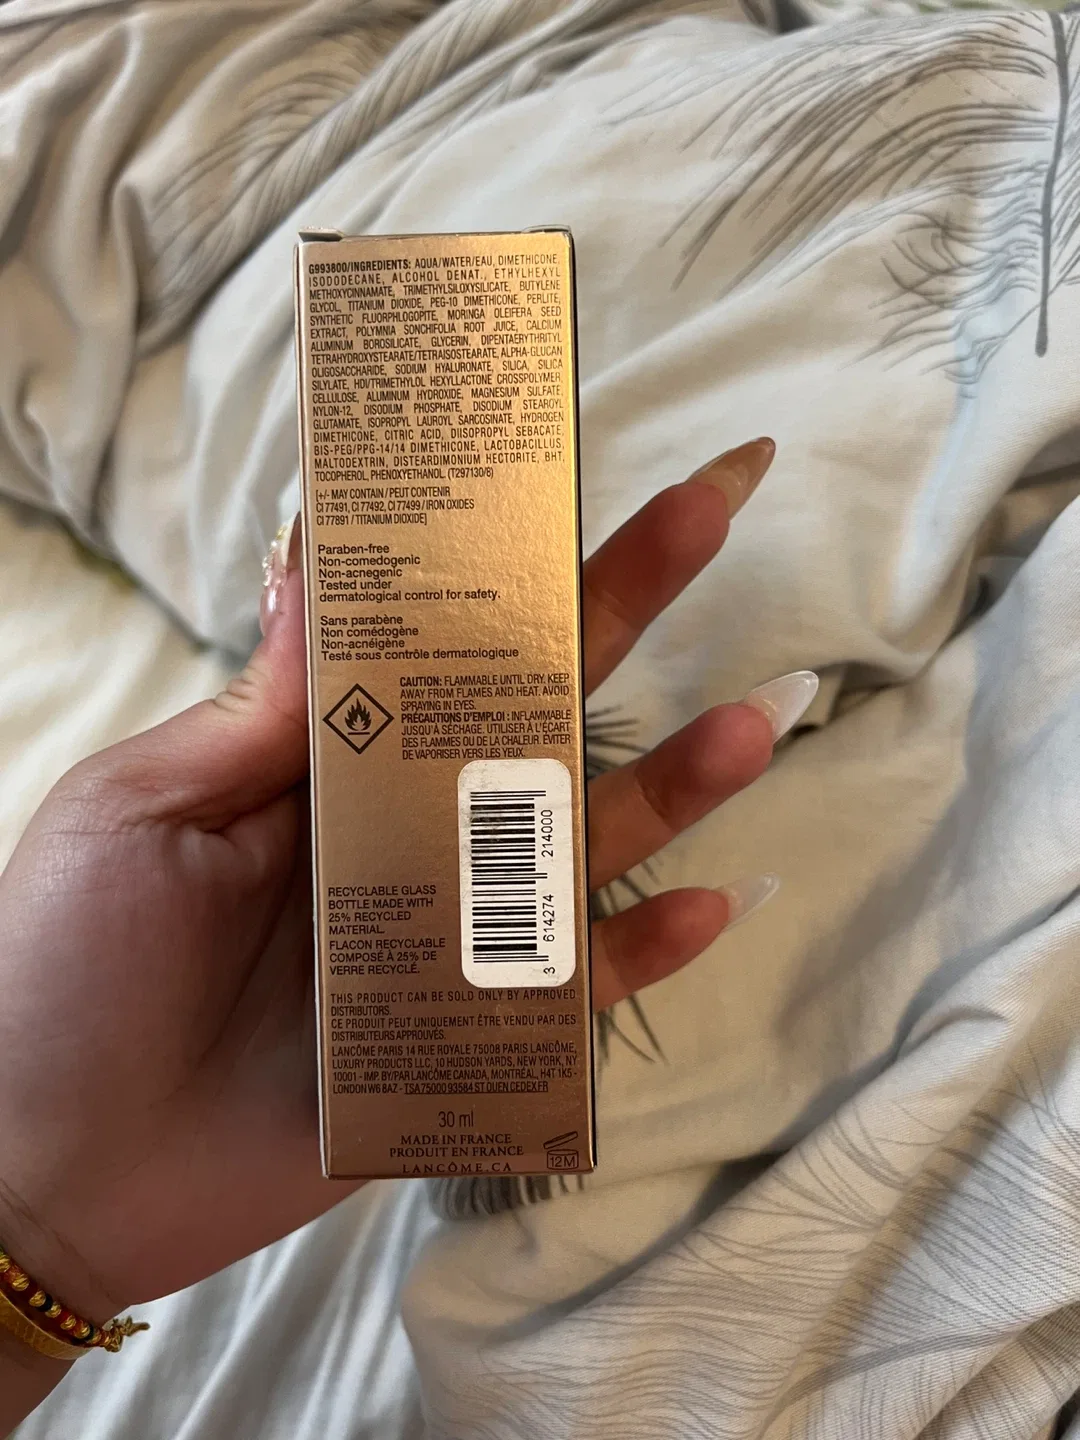 G993800/INGREDIENTS: AQUA/WATER/EAU, DIMETHICONE,
ISODODECANE, ALCOHOL DENAT., ETHYLHEXYL
METHOXYCINNAMATE, TRIMETHYLSILOXYSILICATE, BUTYLENE
GLYCOL, TITANIUM DIOXIDE, PEG-10 DIMETHICONE, PERLITE,
SYNTHETIC FLUORPHLOGOPITE, MORINGA OLEIFERA SEED
EXTRACT, POLYMNIA SONCHIFOLIA ROOT JUICE, CALCIUM
ALUMINUM BOROSILICATE, GLYCERIN, DIPENTAERYTHRITYL
TETRAHYDROXYSTEARATE/TETRAISOSTEARATE, ALPHA-GLUCAN
OLIGOSACCHARIDE, SODIUM HYALURONATE, SILICA, SILICA
SILYLATE, HDI/TRIMETHYLOL HEXYLLACTONE CROSSPOLYMER,
CELLULOSE, ALUMINUM HYDROXIDE, MAGNESIUM SULFATE,
NYLON-12, DISODIUM PHOSPHATE, DISODIUM STEAROYL
GLUTAMATE, ISOPROPYL LAUROYL SARCOSINATE, HYDROGEN
DIMETHICONE, CITRIC ACID, DIISOPROPYL SEBACATE,
BIS-PEG/PPG-14/14 DIMETHICONE, LACTOBACILLUS,
MALTODEXTRIN, DISTEARDIMONIUM HECTORITE, BHT,
TOCOPHEROL, PHENOXYETHANOL. (T297130/8)
[+/- MAY CONTAIN / PEUT CONTENIR
CI 77491, CI 77492, CI 77499 / IRON OXIDES
CI 77891 / TITANIUM DIOXIDE]
Paraben-free
Non-comedogenic
Non-acnegenic
Tested under
dermatological control for safety.
Sans parabène
Non comédogène
Non-acnéigène
Testé sous contrôle dermatologique
CAUTION: FLAMMABLE UNTIL DRY. KEEP
AWAY FROM FLAMES AND HEAT. AVOID
SPRAYING IN EYES.
PRÉCAUTIONS D'EMPLOI : INFLAMMABLE
JUSQU'À SÉCHAGE. UTILISER À L'ÉCART
DES FLAMMES OU DE LA CHALEUR. ÉVITER
DE VAPORISER VERS LES YEUX.
3 614274 214000
RECYCLABLE GLASS
BOTTLE MADE WITH
25% RECYCLED
MATERIAL.
FLACON RECYCLABLE
COMPOSÉ À 25% DE
VERRE RECYCLÉ.
THIS PRODUCT CAN BE SOLD ONLY BY APPROVED
DISTRIBUTORS.
CE PRODUIT PEUT UNIQUEMENT ÊTRE VENDU PAR DES
DISTRIBUTEURS APPROUVÉS.
LANCÔME PARIS 14 RUE ROYALE 75008 PARIS LANCÔME,
LUXURY PRODUCTS LLC, 10 HUDSON YARDS, NEW YORK, NY
10001 - IMP. BY/PAR LANCÔME CANADA, MONTRÉAL, H4T 1K5 -
LONDON W6 8AZ - TSA 75000 93584 ST OUEN CEDEX FR
30 ml
MADE IN FRANCE
PRODUIT EN FRANCE
LANCÔME.CA
12M